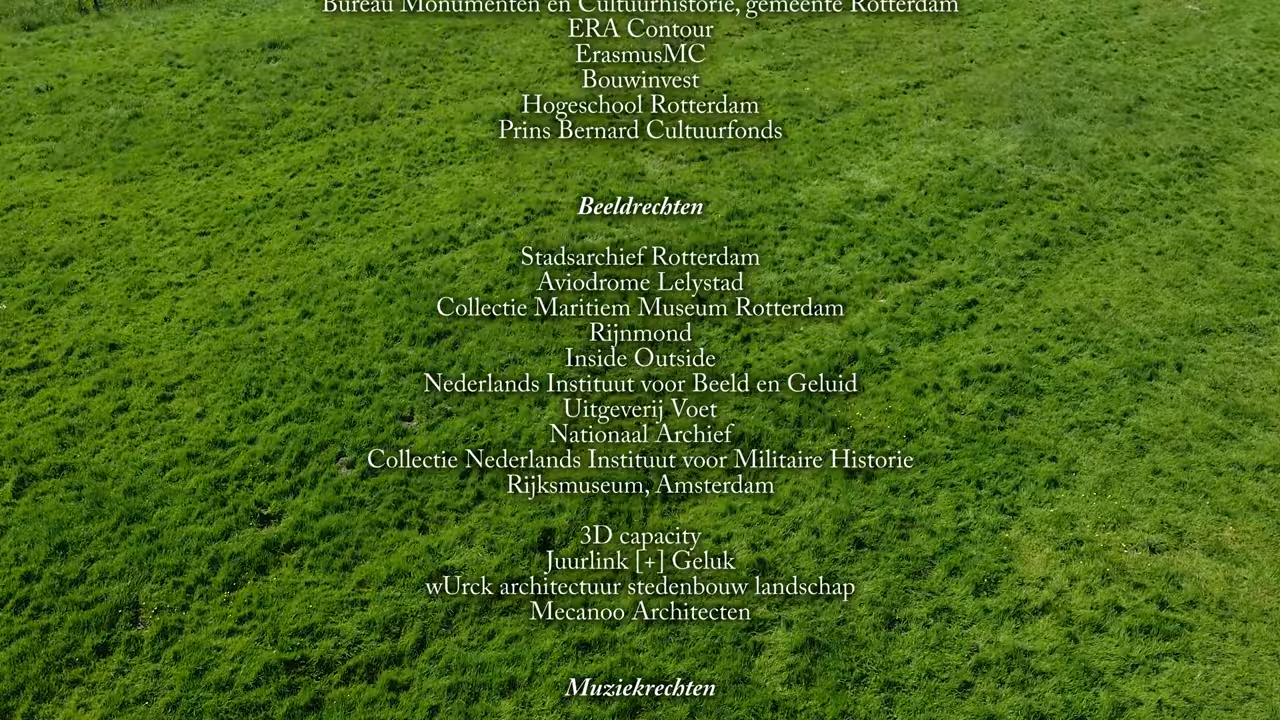 Bureau Monumenten en Cultuurhistorie, gemeente Rotterdam
ERA Contour
ErasmusMC
Bouwinvest
Hogeschool Rotterdam
Prins Bernard Cultuurfonds
Beeldrechten
Stadsarchief Rotterdam
Aviodrome Lelystad
Collectie Maritiem Museum Rotterdam
Rijnmond
Inside Outside
Nederlands Instituut voor Beeld en Geluid
Uitgeverij Voet
Nationaal Archief
Collectie Nederlands Instituut voor Militaire Historie
Rijksmuseum, Amsterdam
3D capacity
Juurlink [+] Geluk
wUrck architectuur stedenbouw landschap
Mecanoo Architecten
Muziekrechten